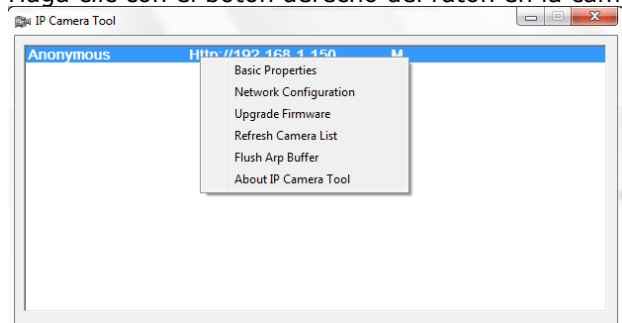 Haga clic con el botón derecho del ratón en la cám
IP Camera Tool
Anonymous Http://192.168.1.150 M
Basic Properties
Network Configuration
Upgrade Firmware
Refresh Camera List
Flush Arp Buffer
About IP Camera Tool